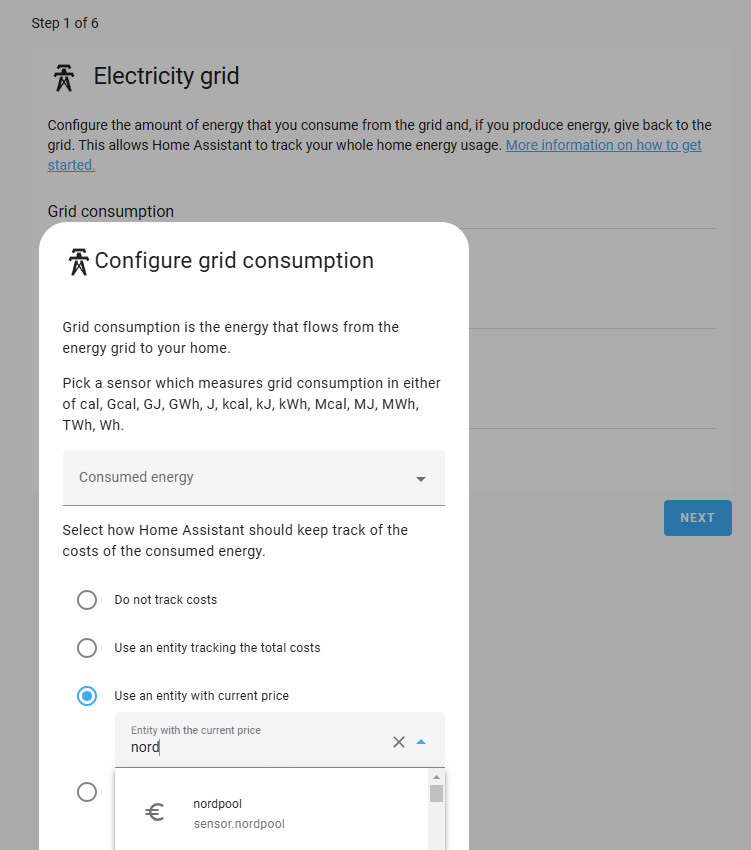 Step 1 of 6
Electricity grid
Configure the amount of energy that you consume from the grid and, if you produce energy, give back to the
grid. This allows Home Assistant to track your whole home energy usage. More information on how to get
started.
Grid consumption
Configure grid consumption
Grid consumption is the energy that flows from the
energy grid to your home.
Pick a sensor which measures grid consumption in either
of cal, Gcal, GJ, GWh, J, kcal, kJ, kWh, Mcal, MJ, MWh,
TWh, Wh.
Consumed energy
NEXT
Select how Home Assistant should keep track of the
costs of the consumed energy.
Do not track costs
Use an entity tracking the total costs
Use an entity with current price
Entity with the current price
nord
nordpool
sensor.nordpool